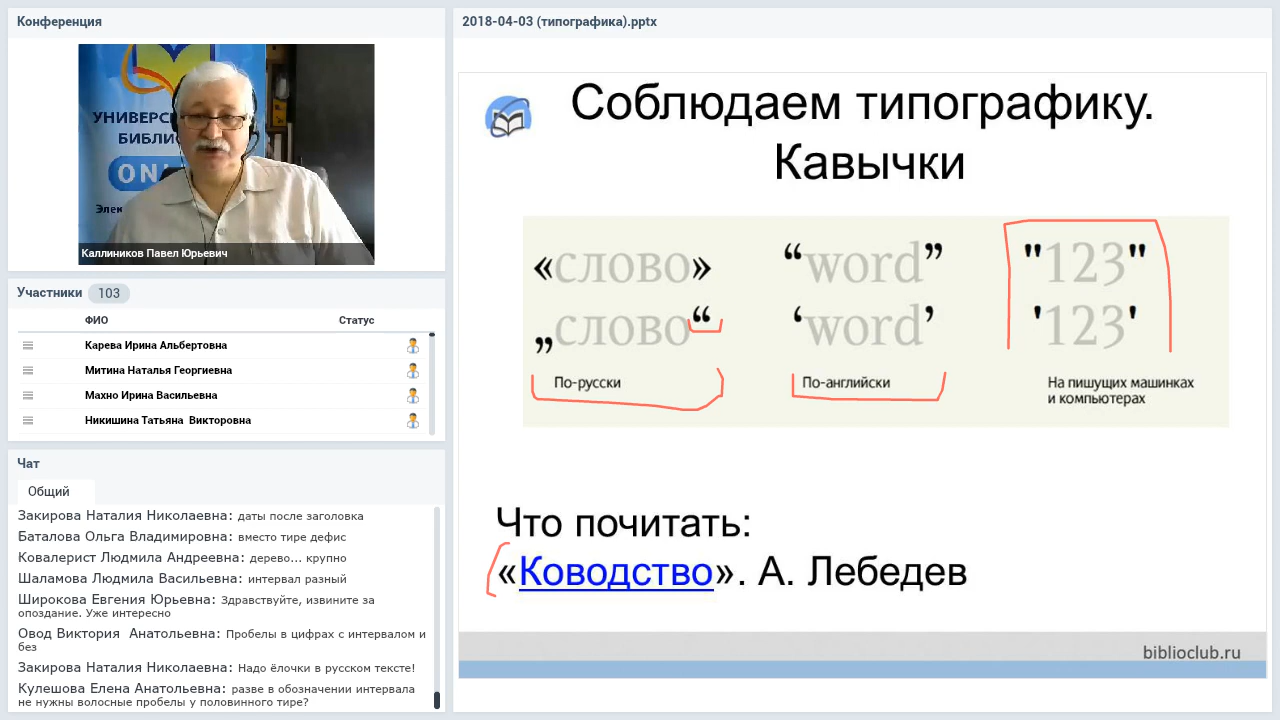 Конференция
УНИВЕРС
БИБЛИО
ON
Элек
Каллиников Павел Юрьевич
Участники 103
ФИО Статус
Карева Ирина Альбертовна
Митина Наталья Георгиевна
Махно Ирина Васильевна
Никишина Татьяна  Викторовна
Чат
Общий
Закирова Наталия Николаевна: даты после заголовка
Баталова Ольга Владимировна: вместо тире дефис
Ковалерист Людмила Андреевна: дерево... крупно
Шаламова Людмила Васильевна: интервал разный
Широкова Евгения Юрьевна: Здравствуйте, извините за
опоздание. Уже интересно
Овод Виктория  Анатольевна: Пробелы в цифрах с интервалом и
без
Закирова Наталия Николаевна: Надо ёлочки в русском тексте!
Кулешова Елена Анатольевна: разве в обозначении интервала
не нужны волосные пробелы у половинного тире?
2018-04-03 (типографика).pptx
Соблюдаем типографику.
Кавычки
«слово» “word” "123"
„слово“ ‘word’ '123'
По-русски По-английски На пишущих машинках
и компьютерах
Что почитать:
«Ководство». А. Лебедев
biblioclub.ru